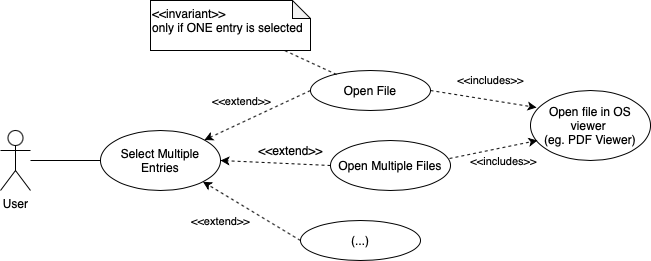 <<invariant>>
only if ONE entry is selected
Open File
<<includes>>
<<extend>>
Open file in OS
viewer
(eg. PDF Viewer)
Select Multiple
Entries
<<extend>>
Open Multiple Files
<<includes>>
User
<<extend>>
(...)